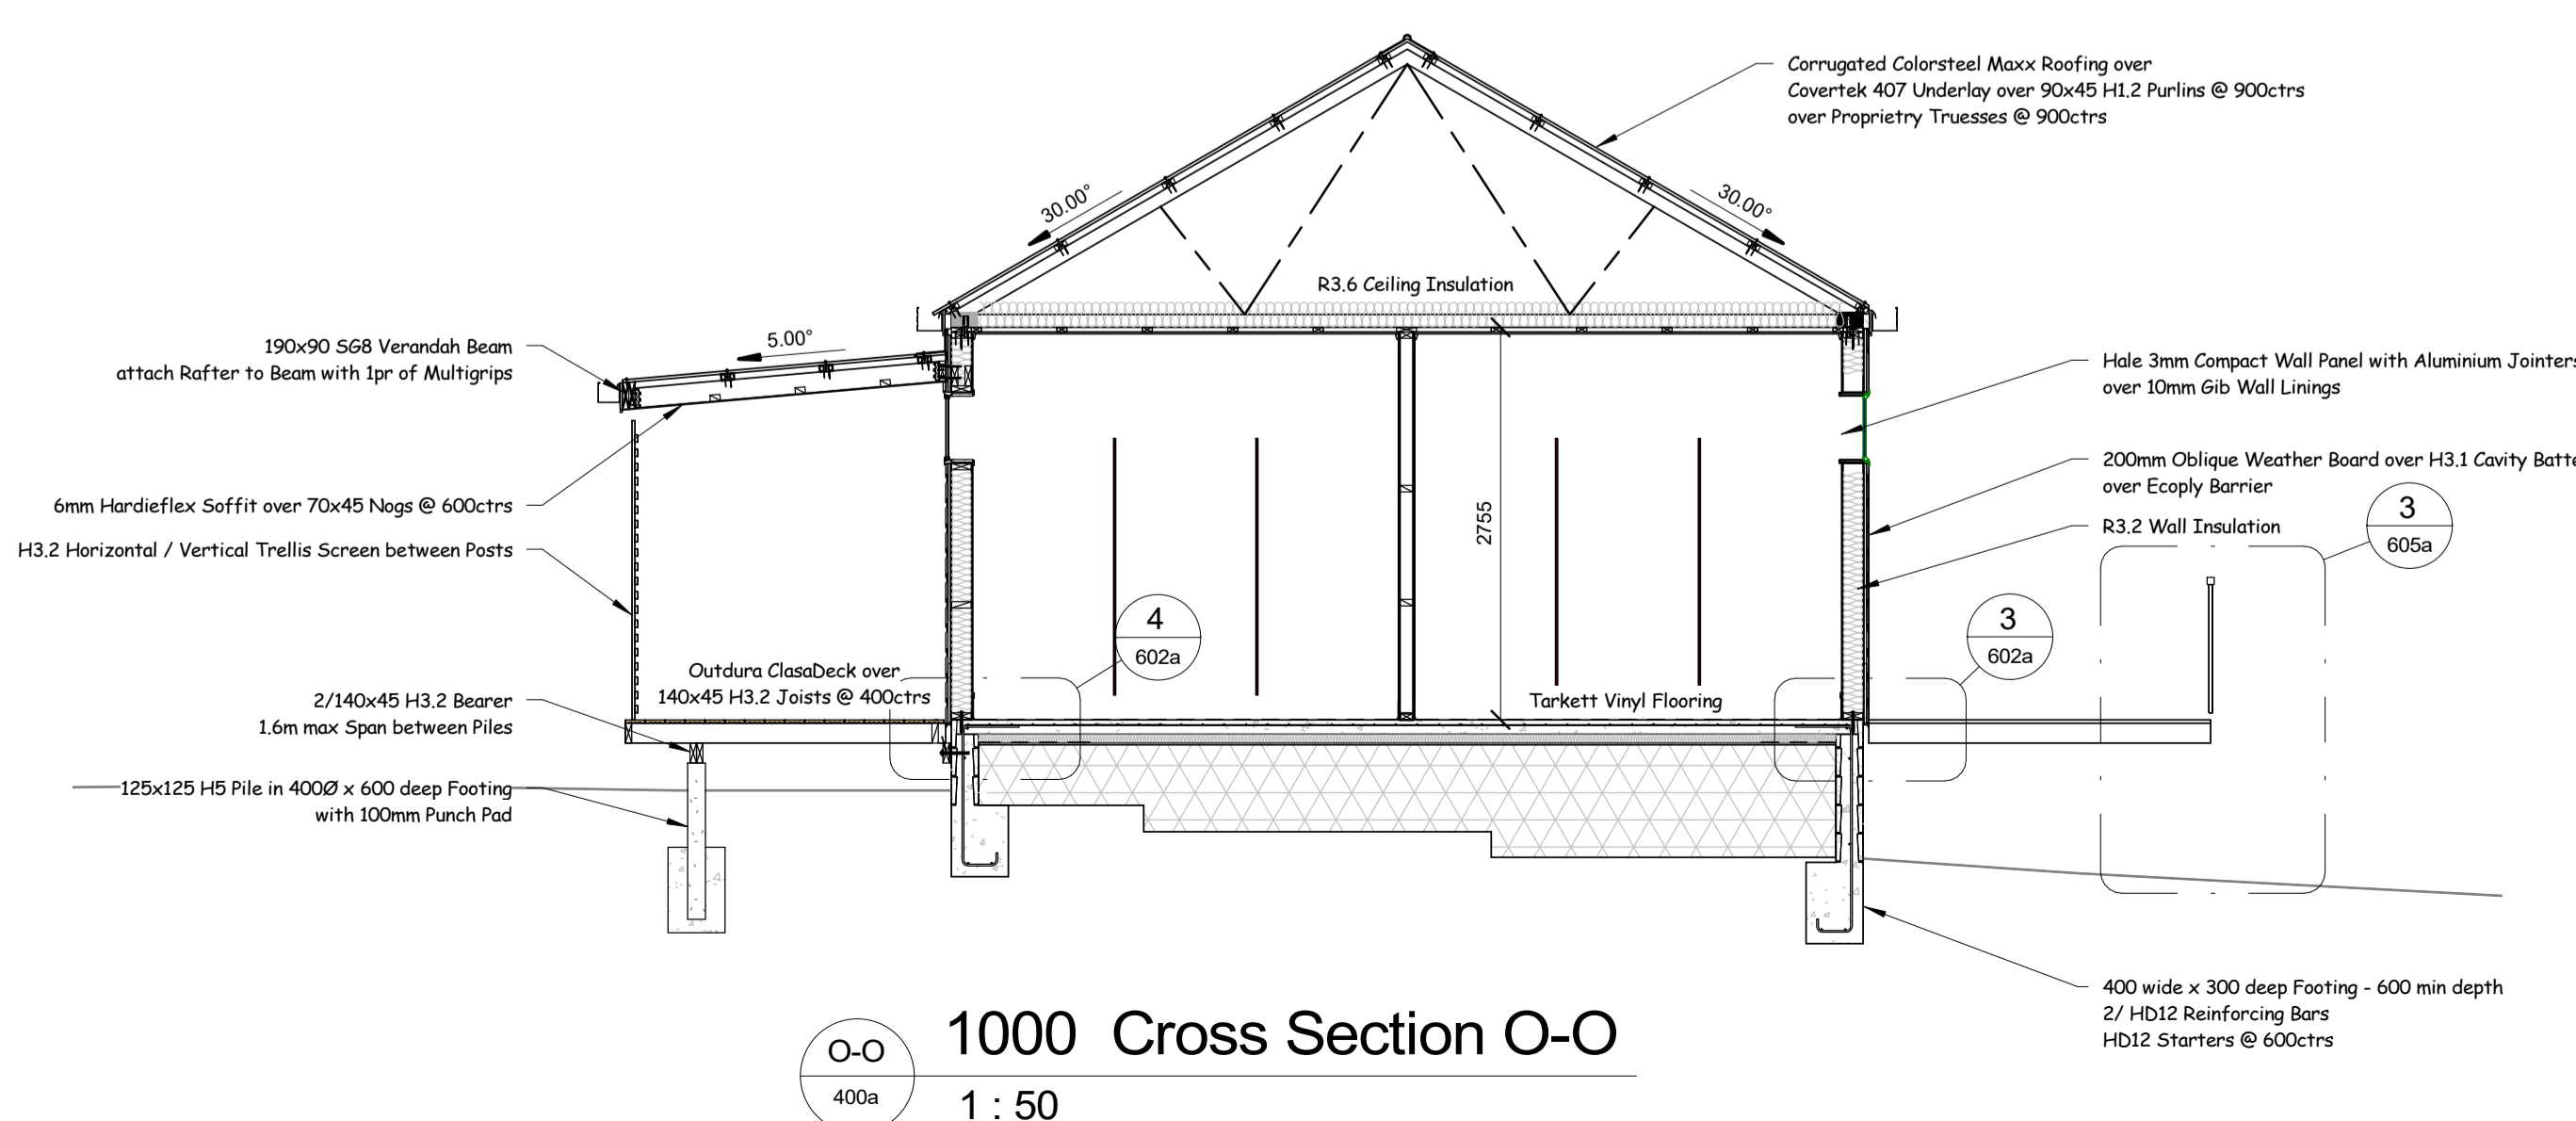 Corrugated Colorsteel Maxx Roofing over
Covertek 407 Underlay over 90x45 H1.2 Purlins @ 900ctrs
over Proprietry Truesses @ 900ctrs
30.00°
30.00°
R3.6 Ceiling Insulation
5.00°
190x90 SG8 Verandah Beam
attach Rafter to Beam with 1pr of Multigrips
Hale 3mm Compact Wall Panel with Aluminium Jointers
over 10mm Gib Wall Linings
200mm Oblique Weather Board over H3.1 Cavity Batte
over Ecoply Barrier
6mm Hardieflex Soffit over 70x45 Nogs @ 600ctrs
H3.2 Horizontal / Vertical Trellis Screen between Posts
2755
R3.2 Wall Insulation
3
605a
4
602a
3
602a
Outdura ClasaDeck over
140x45 H3.2 Joists @ 400ctrs
Tarkett Vinyl Flooring
2/140x45 H3.2 Bearer
1.6m max Span between Piles
125x125 H5 Pile in 400Ø x 600 deep Footing
with 100mm Punch Pad
400 wide x 300 deep Footing - 600 min depth
2/ HD12 Reinforcing Bars
HD12 Starters @ 600ctrs
O-O
400a
1000 Cross Section O-O
1 : 50